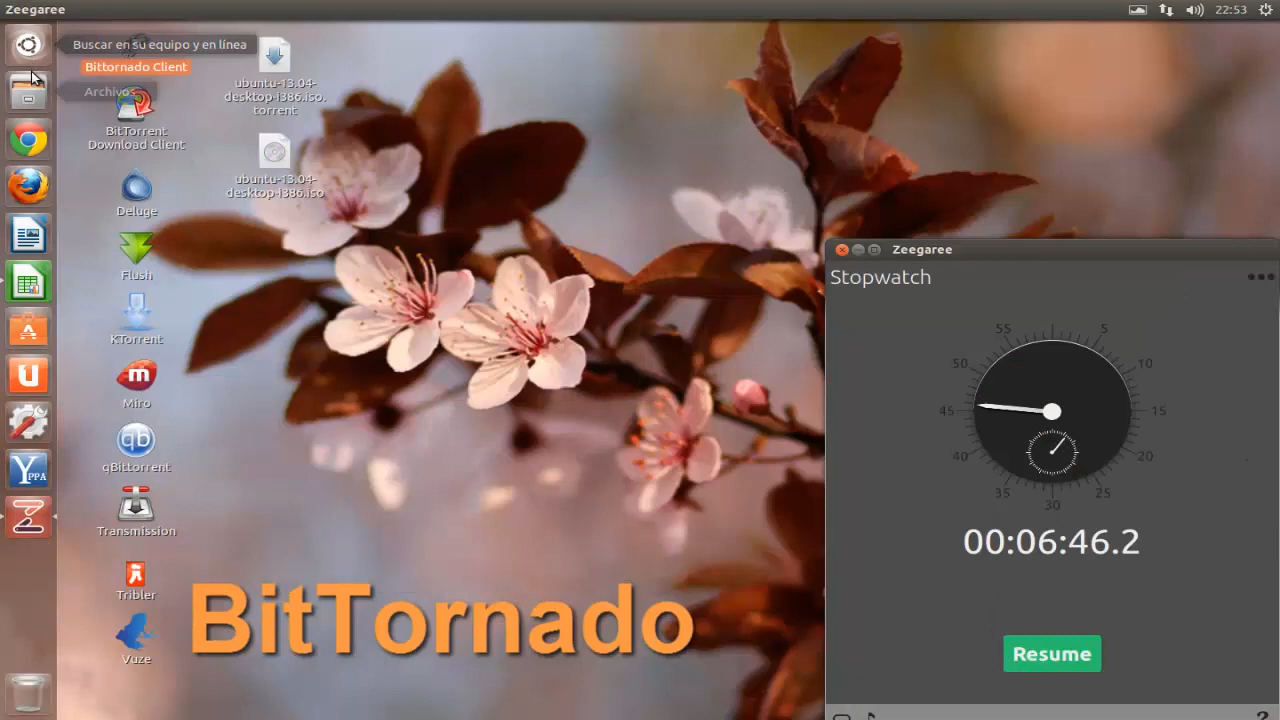 Zeegaree
22:53
Buscar en su equipo y en línea
Bittornado Client
Archivos
BitTorrent
Download Client
Deluge
Flush
KTorrent
Miro
qBittorrent
Transmission
Tribler
Vuze
ubuntu-13.04-
desktop-i386.iso.
torrent
ubuntu-13.04-
desktop-i386.iso
YPPA
BitTornado
Zeegaree
Stopwatch
55
5
50
10
45
15
40
20
35
25
30
00:06:46.2
Resume
?